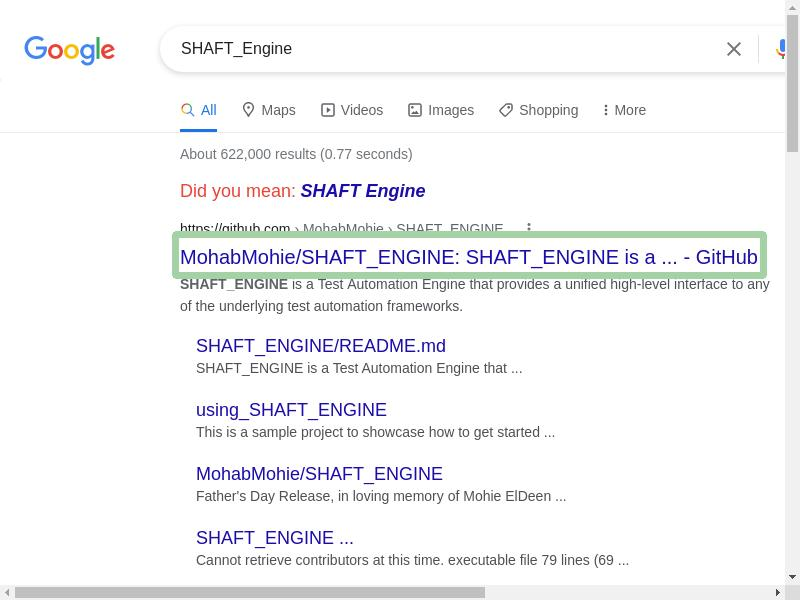 Google
SHAFT_Engine
All
Maps
Videos
Images
Shopping
More
About 622,000 results (0.77 seconds)
Did you mean: SHAFT Engine
https://github.com › MohabMohie › SHAFT_ENGINE
MohabMohie/SHAFT_ENGINE: SHAFT_ENGINE is a ... - GitHub
SHAFT_ENGINE is a Test Automation Engine that provides a unified high-level interface to any
of the underlying test automation frameworks.
SHAFT_ENGINE/README.md
SHAFT_ENGINE is a Test Automation Engine that ...
using_SHAFT_ENGINE
This is a sample project to showcase how to get started ...
MohabMohie/SHAFT_ENGINE
Father's Day Release, in loving memory of Mohie ElDeen ...
SHAFT_ENGINE ...
Cannot retrieve contributors at this time. executable file 79 lines (69 ...